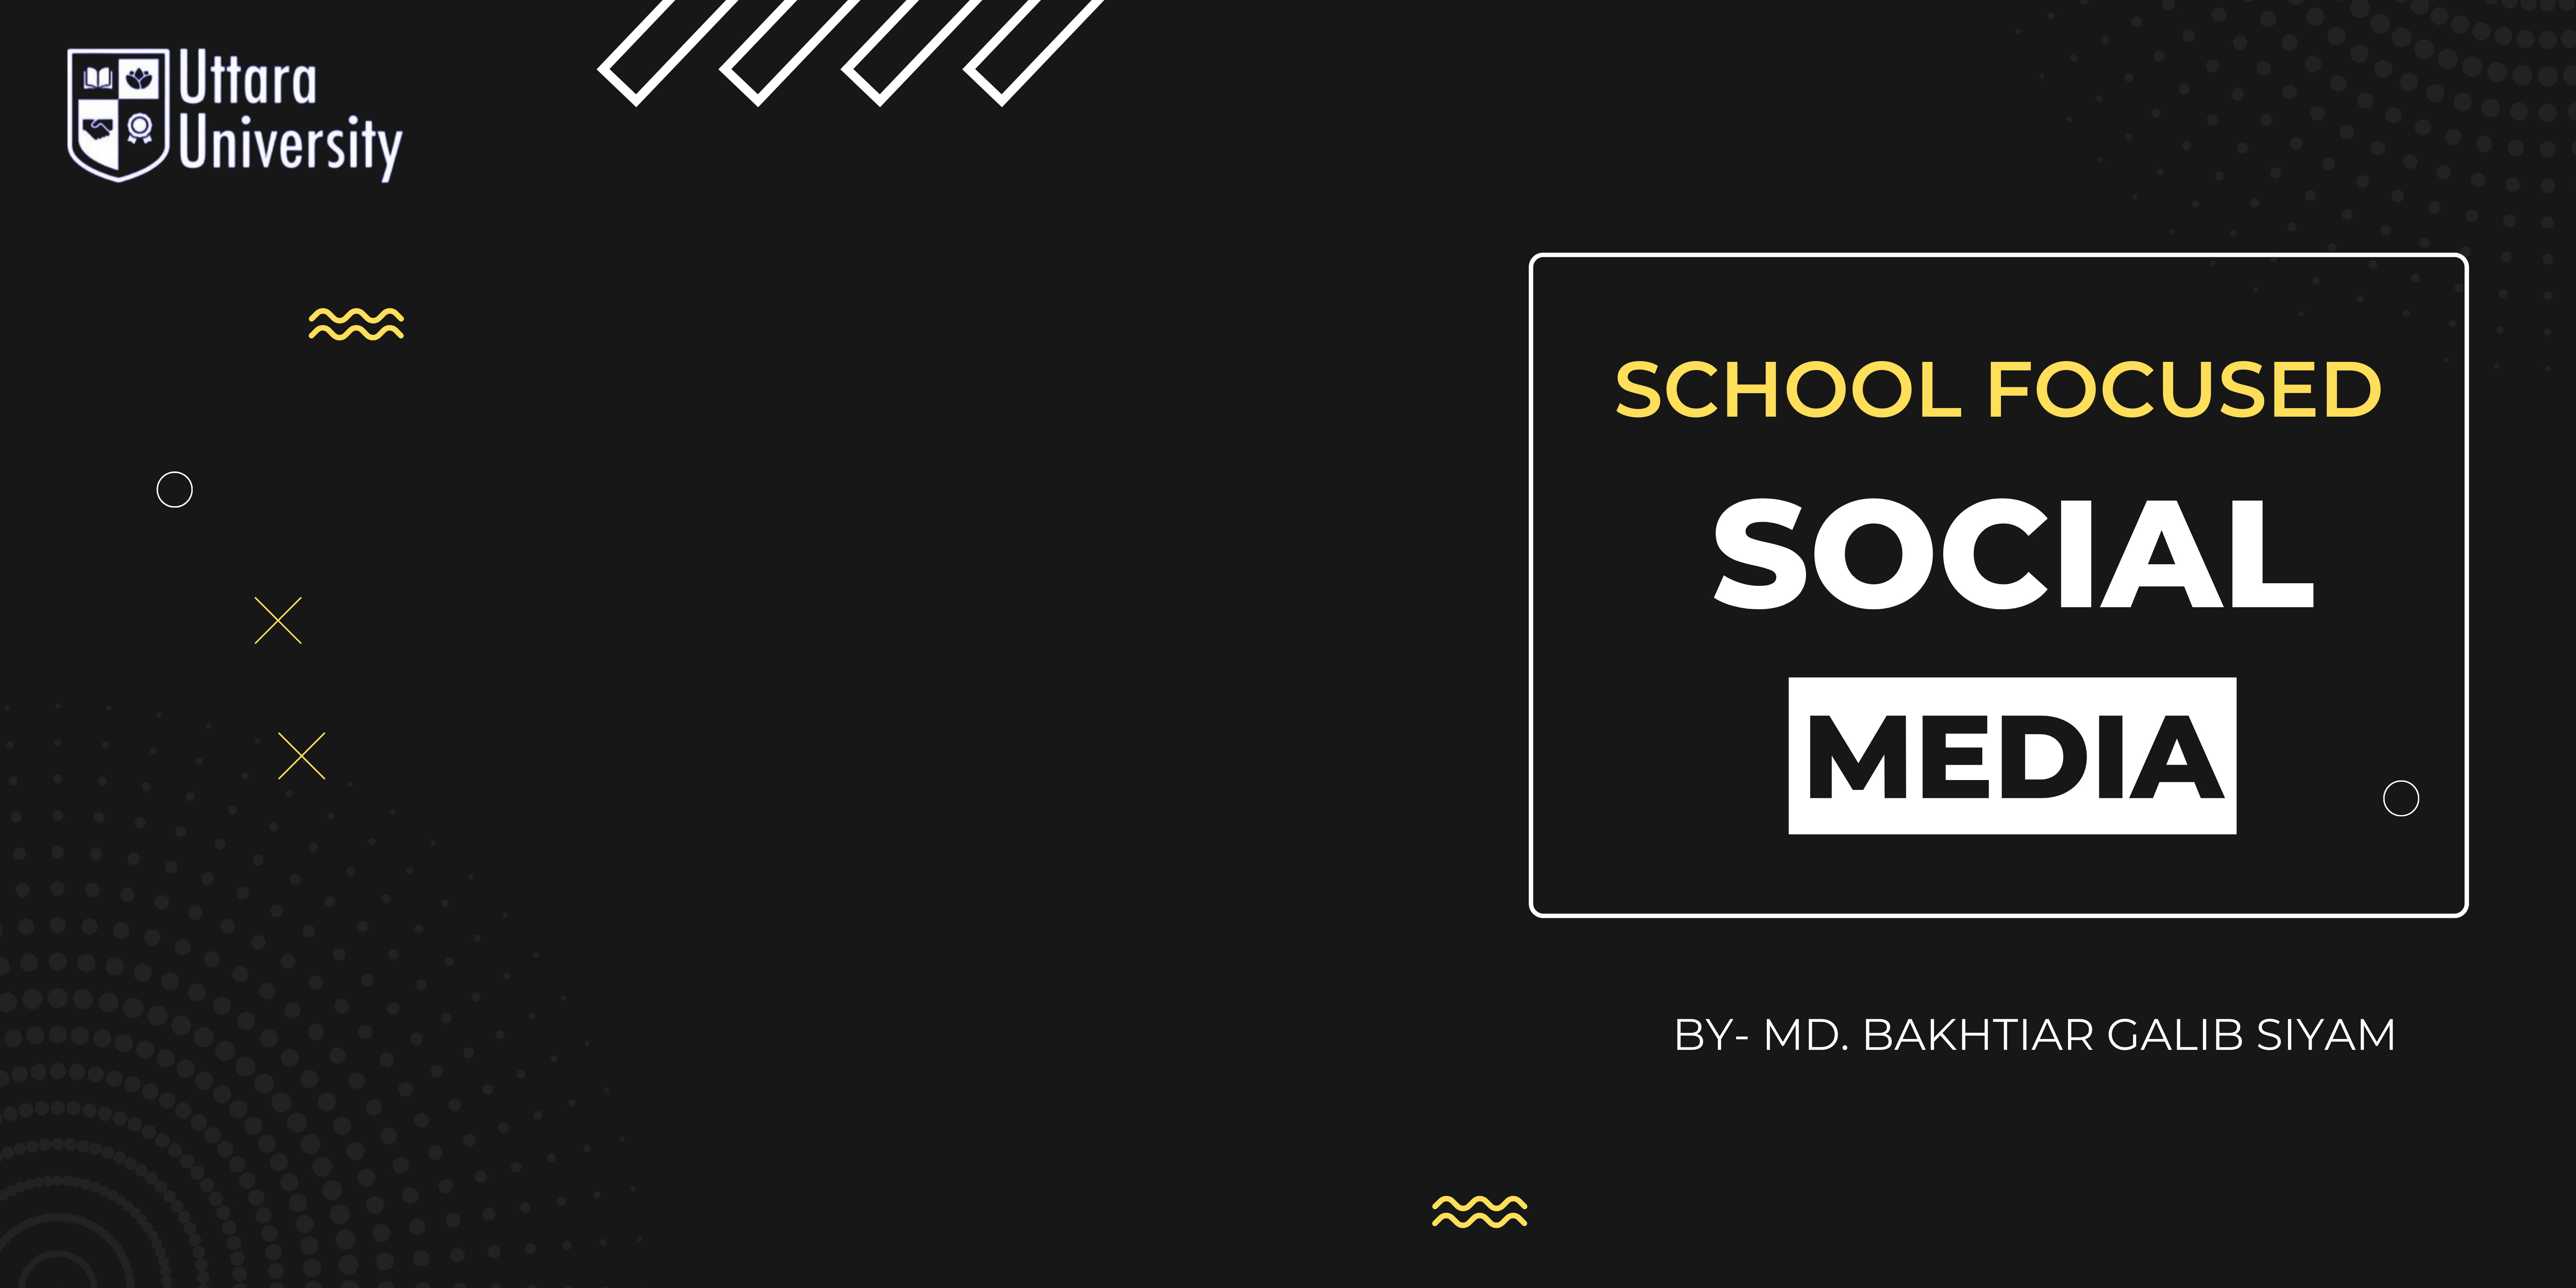 Uttara
University
SCHOOL FOCUSED
SOCIAL
MEDIA
BY- MD. BAKHTIAR GALIB SIYAM